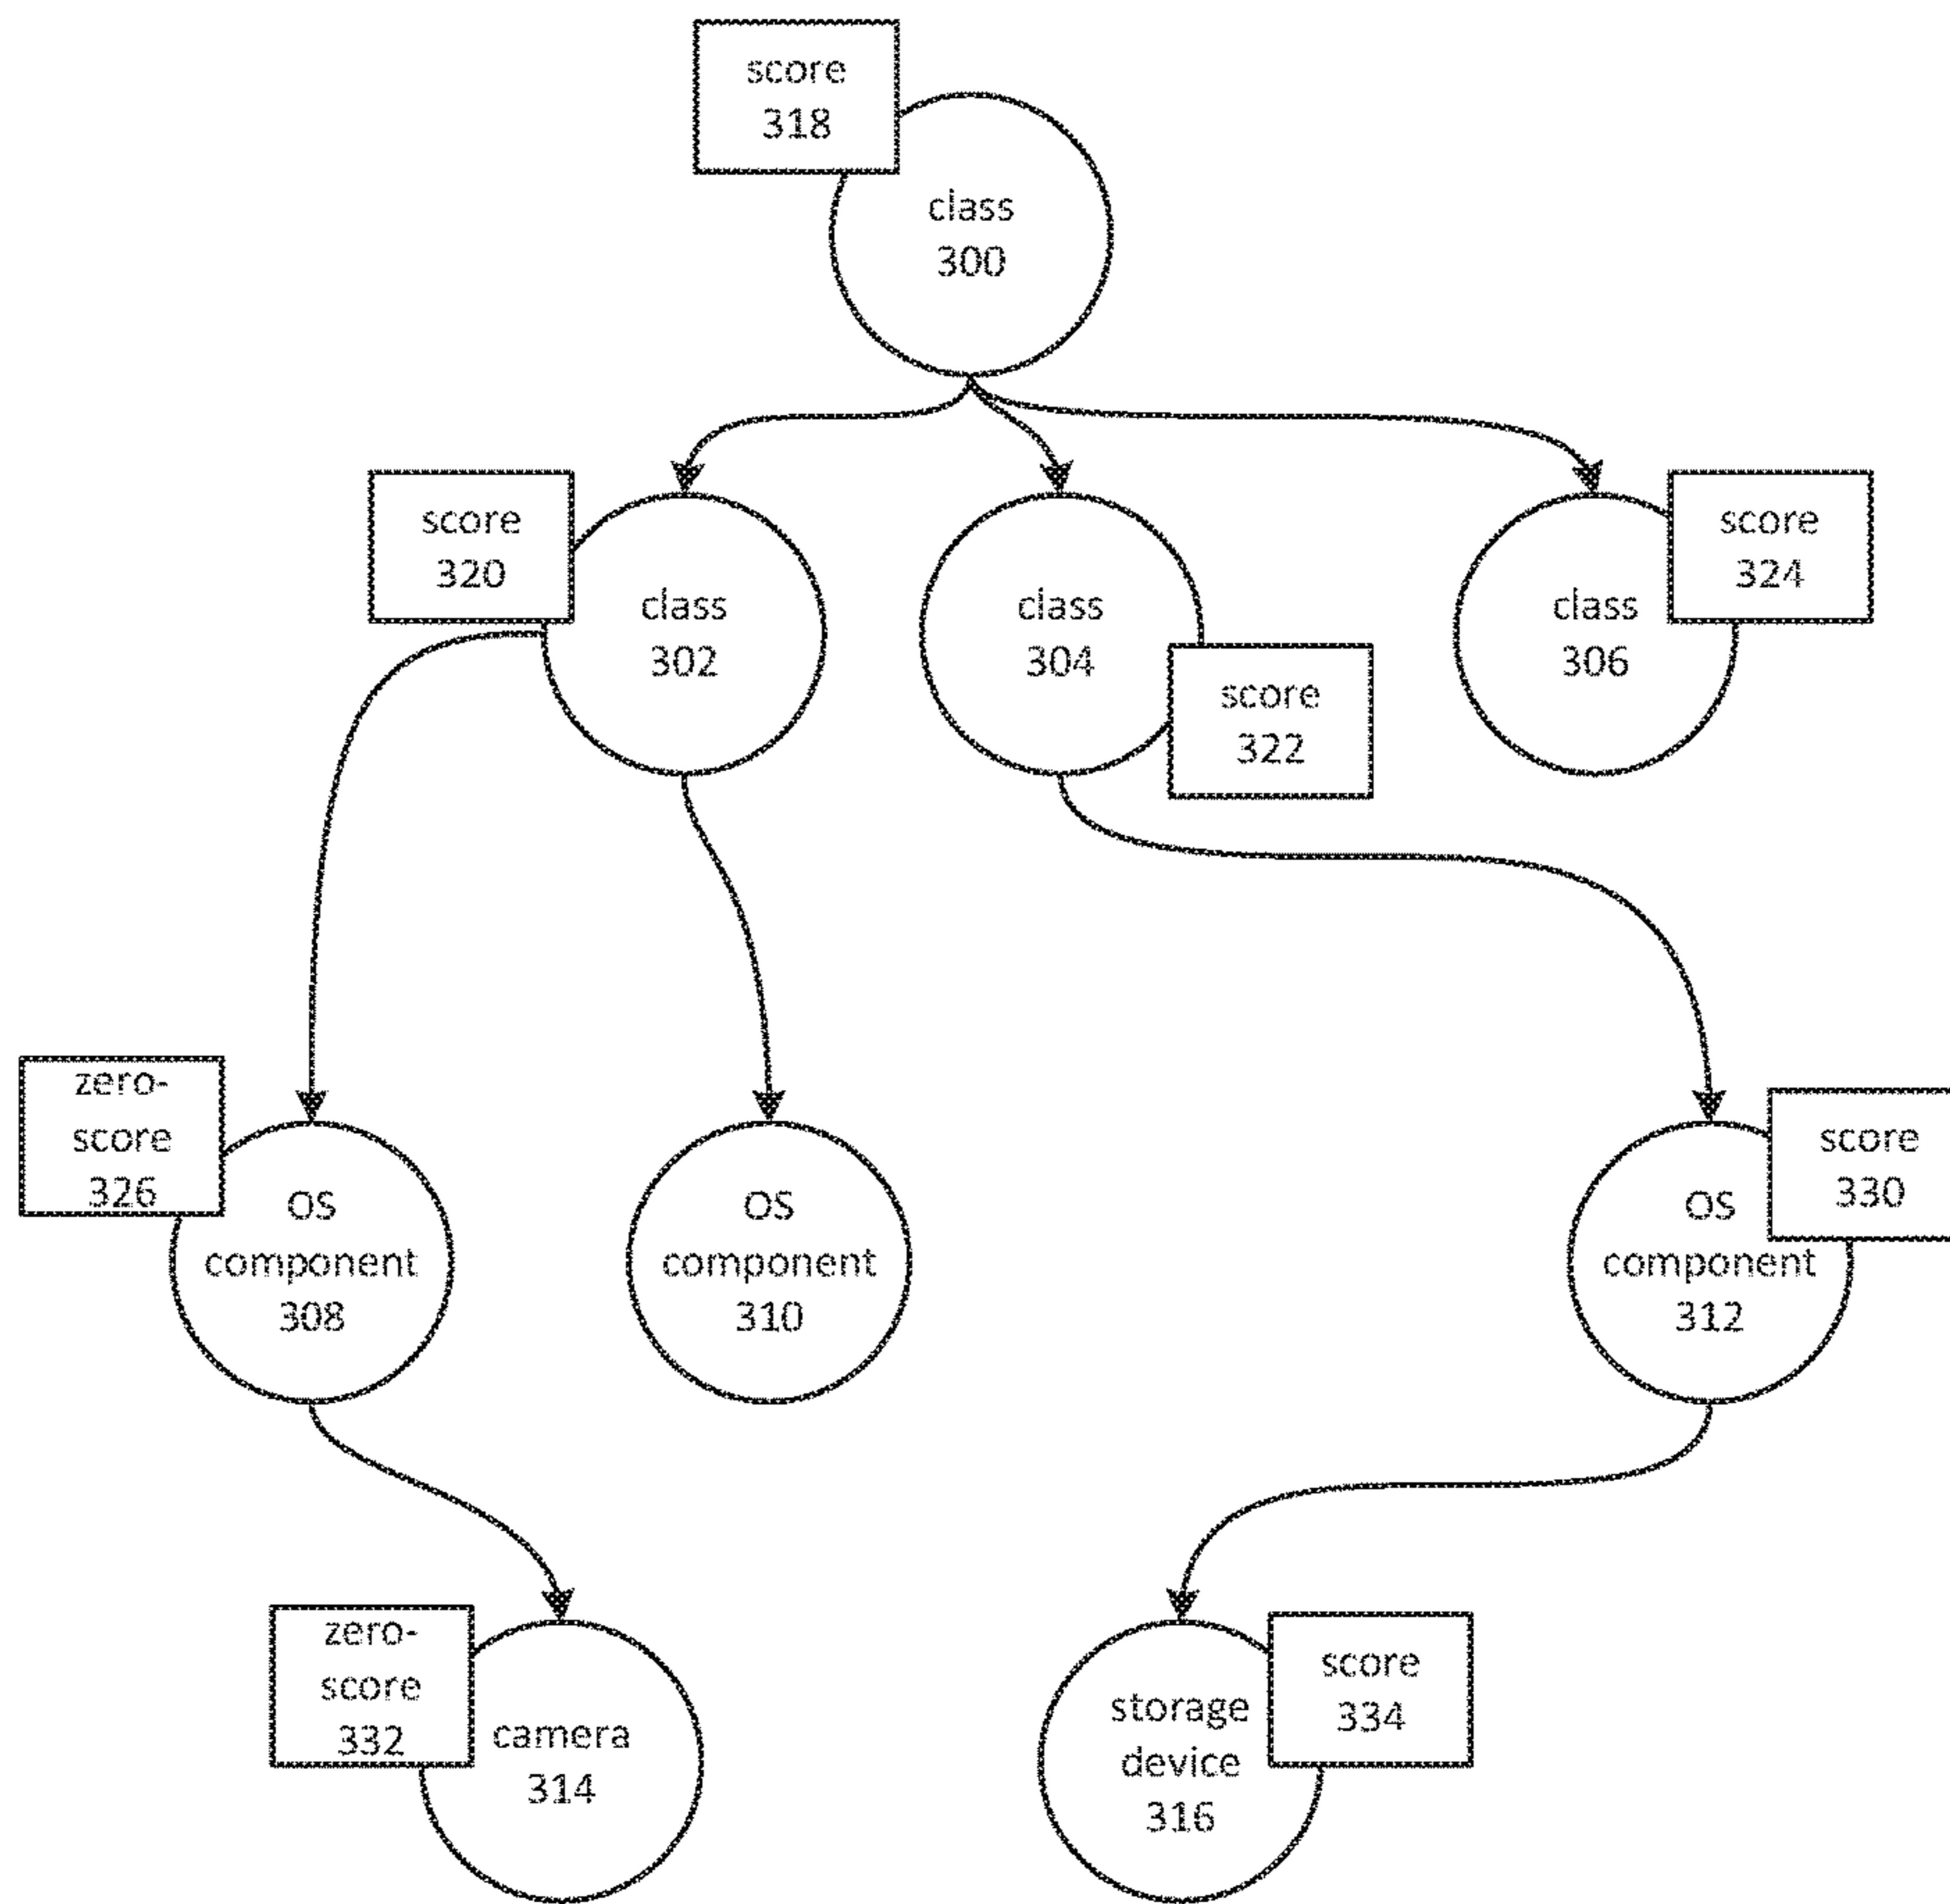 score
318
class
300
score
320
class
302
class
304
score
322
class
306
score
324
zero-
score
326
OS
component
308
OS
component
310
OS
component
312
score
330
zero-
score
332
camera
314
storage
device
316
score
334